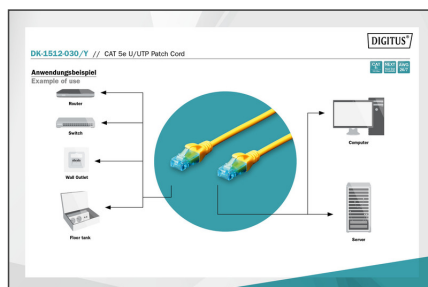 DIGITUS®
DK-1512-030/Y // CAT 5e U/UTP Patch Cord
Anwendungsbeispiel
Example of use
Router
Switch
Wall Outlet
Floor tank
Computer
Server